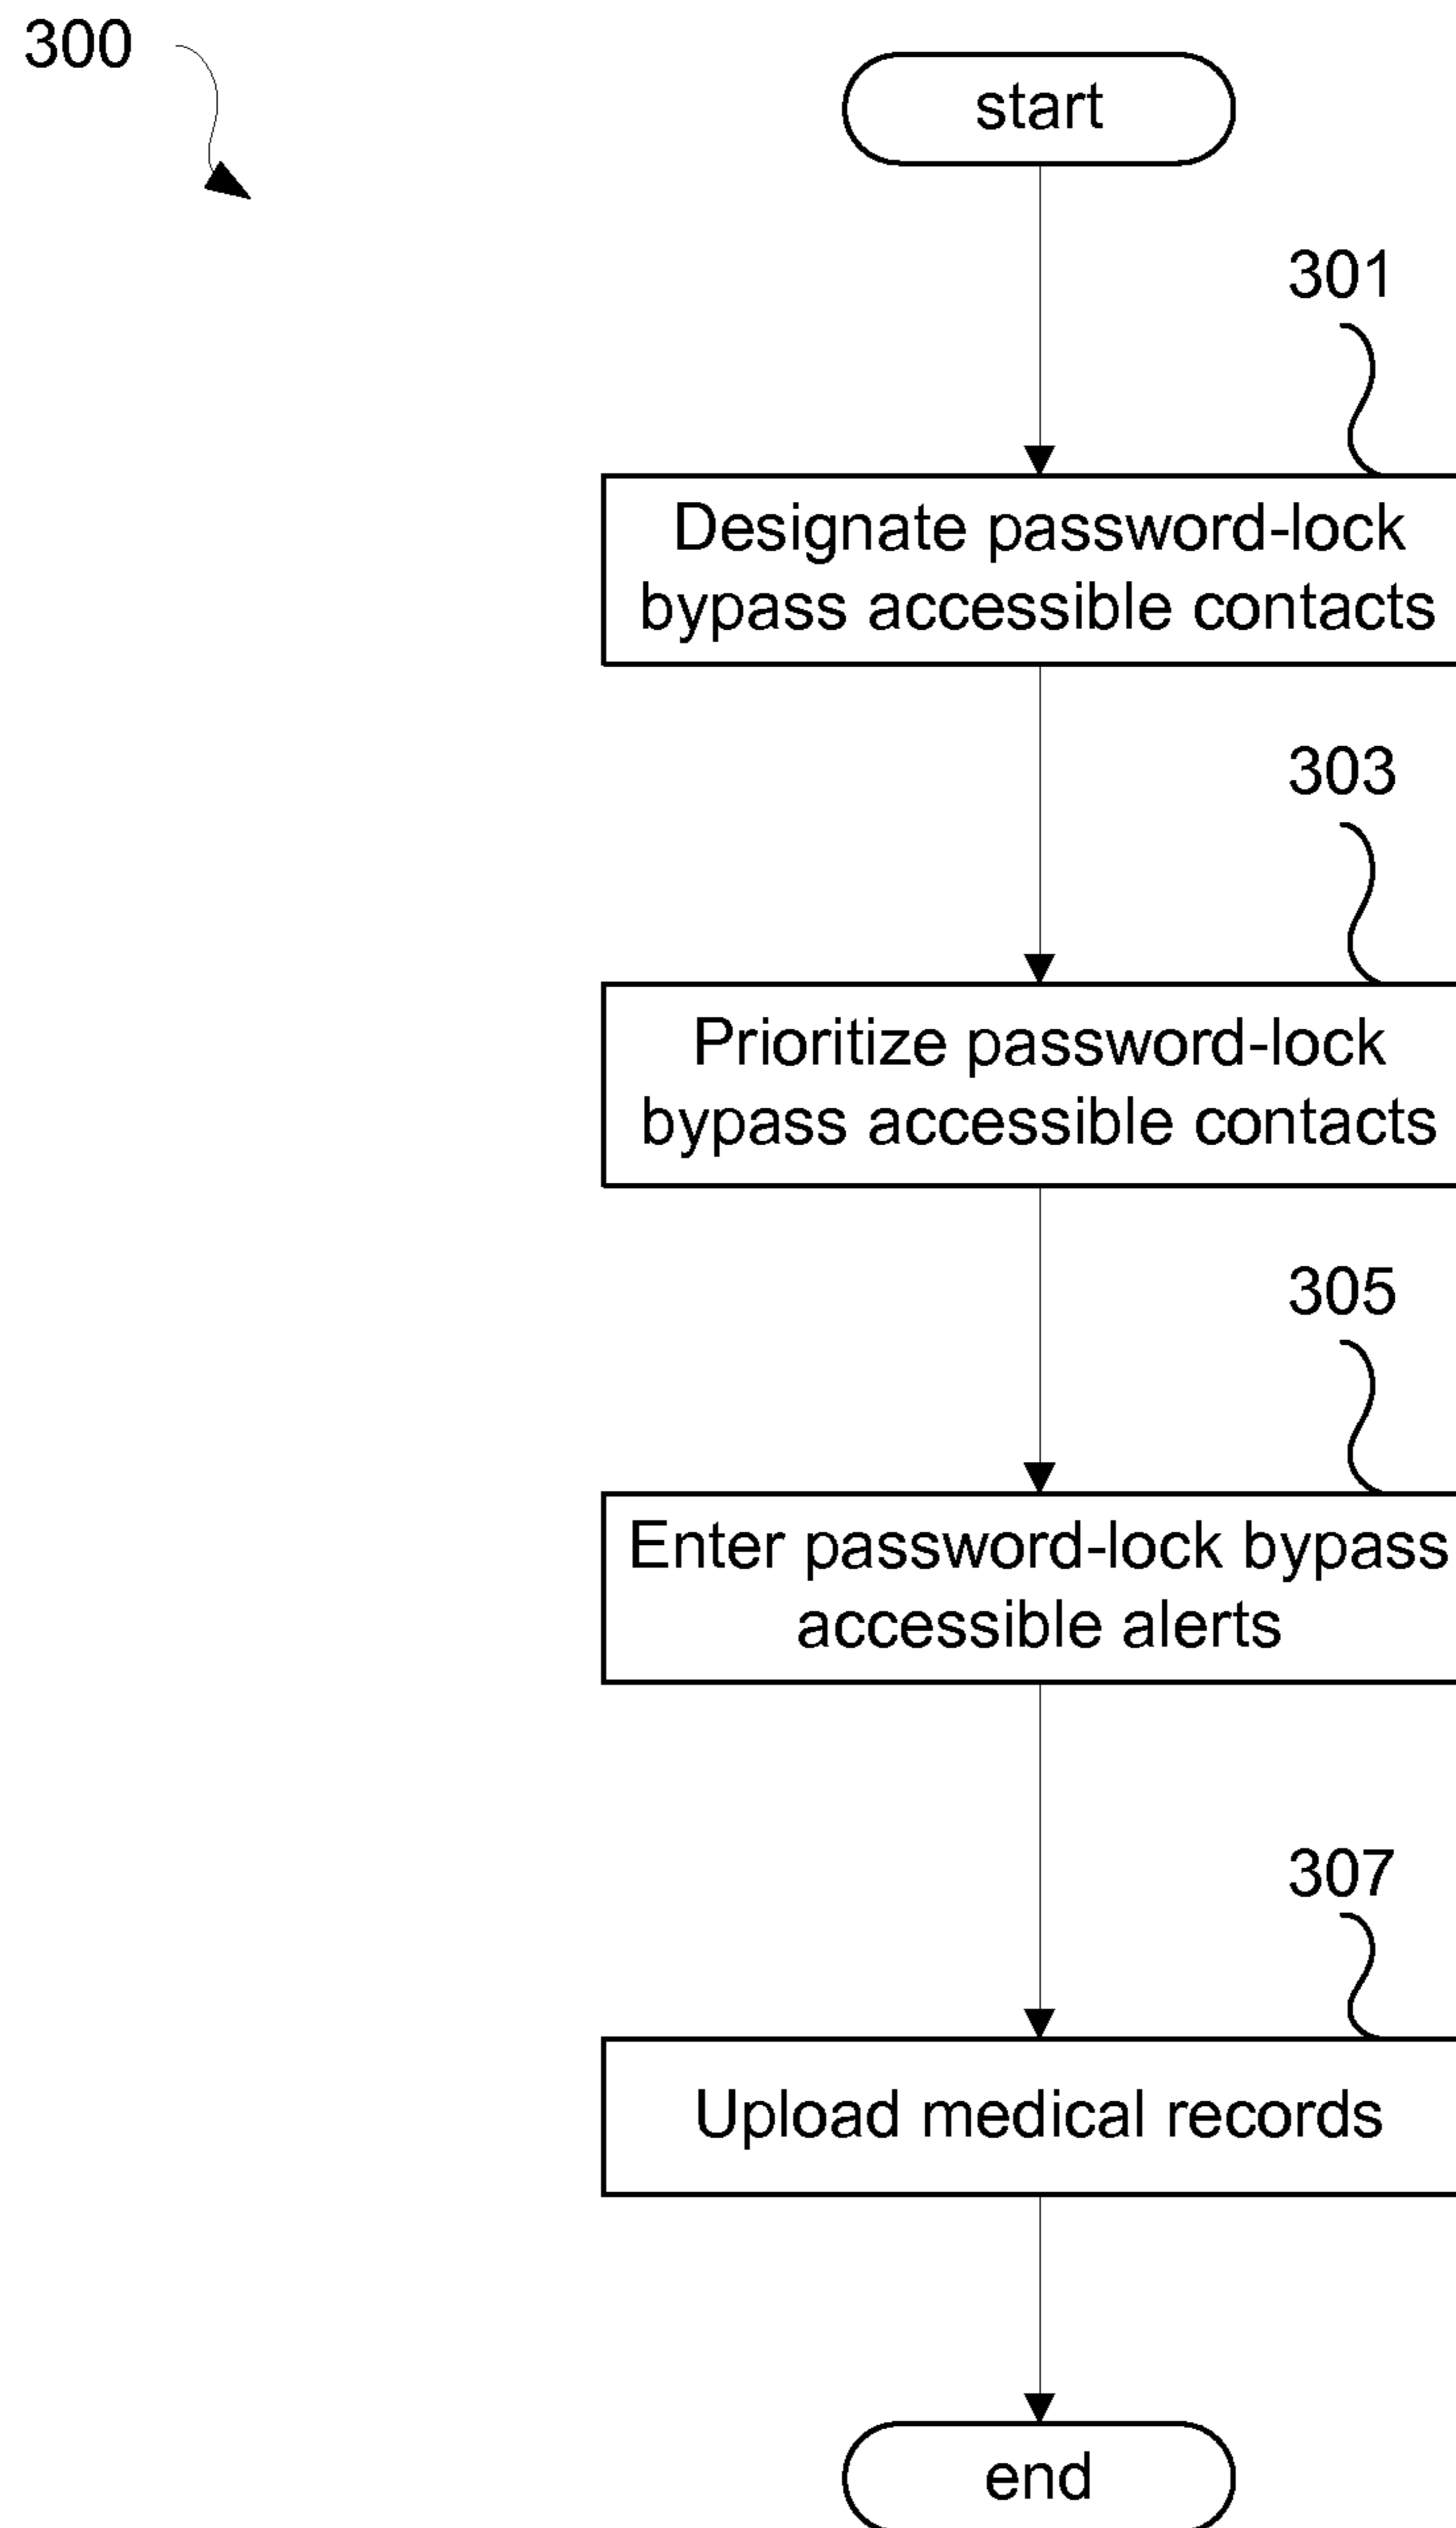 300
start
301
Designate password-lock
bypass accessible contacts
303
Prioritize password-lock
bypass accessible contacts
305
Enter password-lock bypass
accessible alerts
307
Upload medical records
end